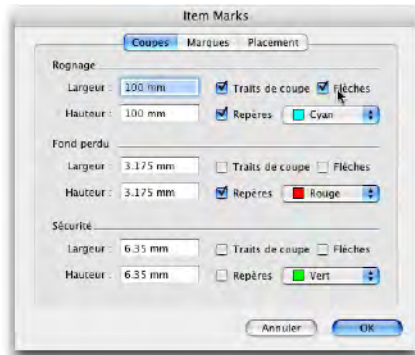 Item Marks
Coupes Marques Placement
Rognage
Largeur : 100 mm Traits de coupe Flèches
Hauteur : 100 mm Repères Cyan
Fond perdu
Largeur : 3.175 mm Traits de coupe Flèches
Hauteur : 3.175 mm Repères Rouge
Sécurité
Largeur : 6.35 mm Traits de coupe Flèches
Hauteur : 6.35 mm Repères Vert
Annuler OK